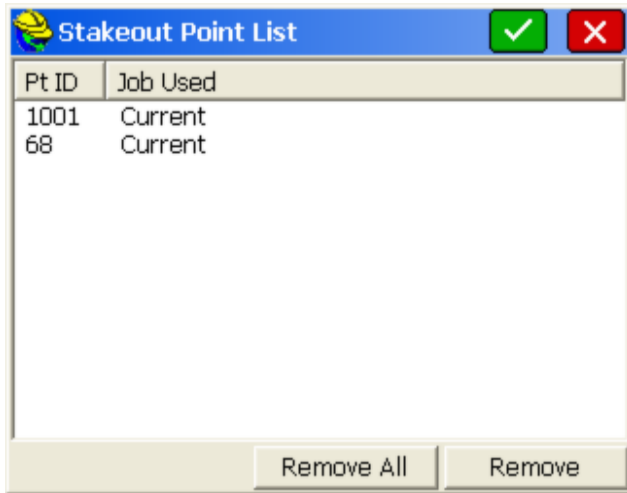 Stakeout Point List
Pt ID Job Used
1001 Current
68 Current
Remove All Remove